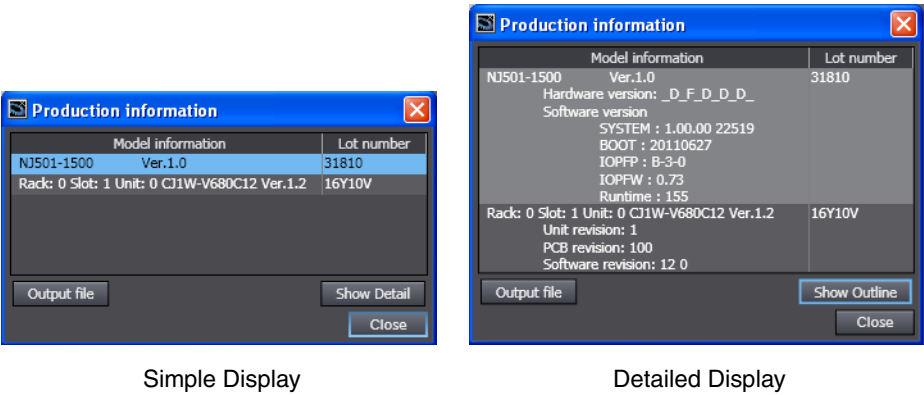 Production information
Model information Lot number
NJ501-1500 Ver.1.0 31810
Rack: 0 Slot: 1 Unit: 0 CJ1W-V680C12 Ver.1.2 16Y10V
Output file Show Detail
Close
Simple Display
Production information
Model information Lot number
NJ501-1500 Ver.1.0 31810
Hardware version: _D_F_D_D_D_
Software version
SYSTEM : 1.00.00 22519
BOOT : 20110627
IOPFP : B-3-0
IOPFW : 0.73
Runtime : 155
Rack: 0 Slot: 1 Unit: 0 CJ1W-V680C12 Ver.1.2 16Y10V
Unit revision: 1
PCB revision: 100
Software revision: 12 0
Output file Show Outline
Close
Detailed Display